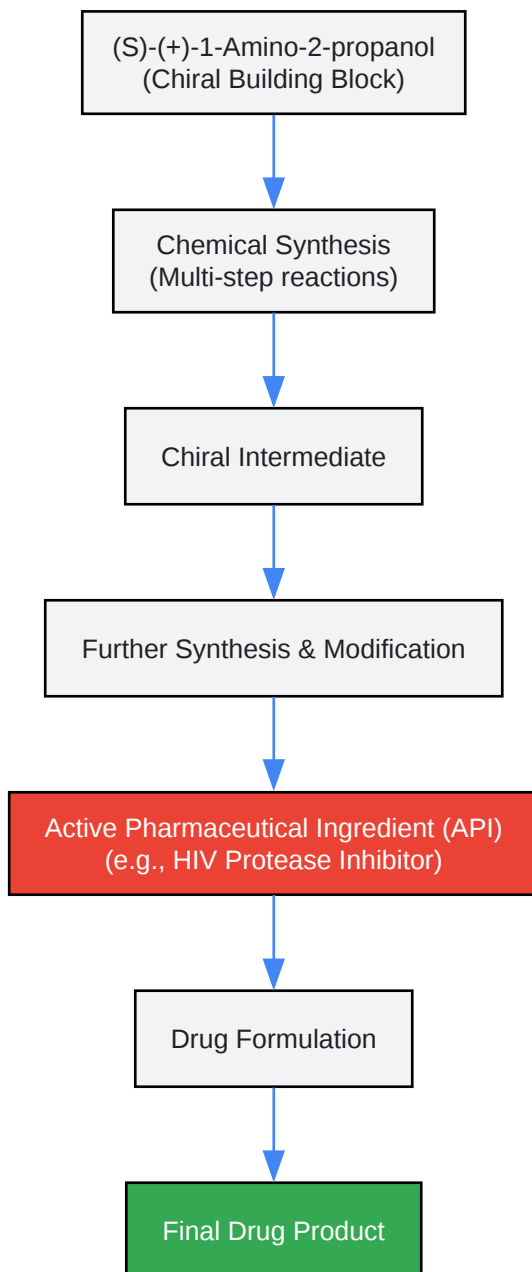 (S)-(+)-1-Amino-2-propanol
(Chiral Building Block)
Chemical Synthesis
(Multi-step reactions)
Chiral Intermediate
Further Synthesis & Modification
Active Pharmaceutical Ingredient (API)
(e.g., HIV Protease Inhibitor)
Drug Formulation
Final Drug Product